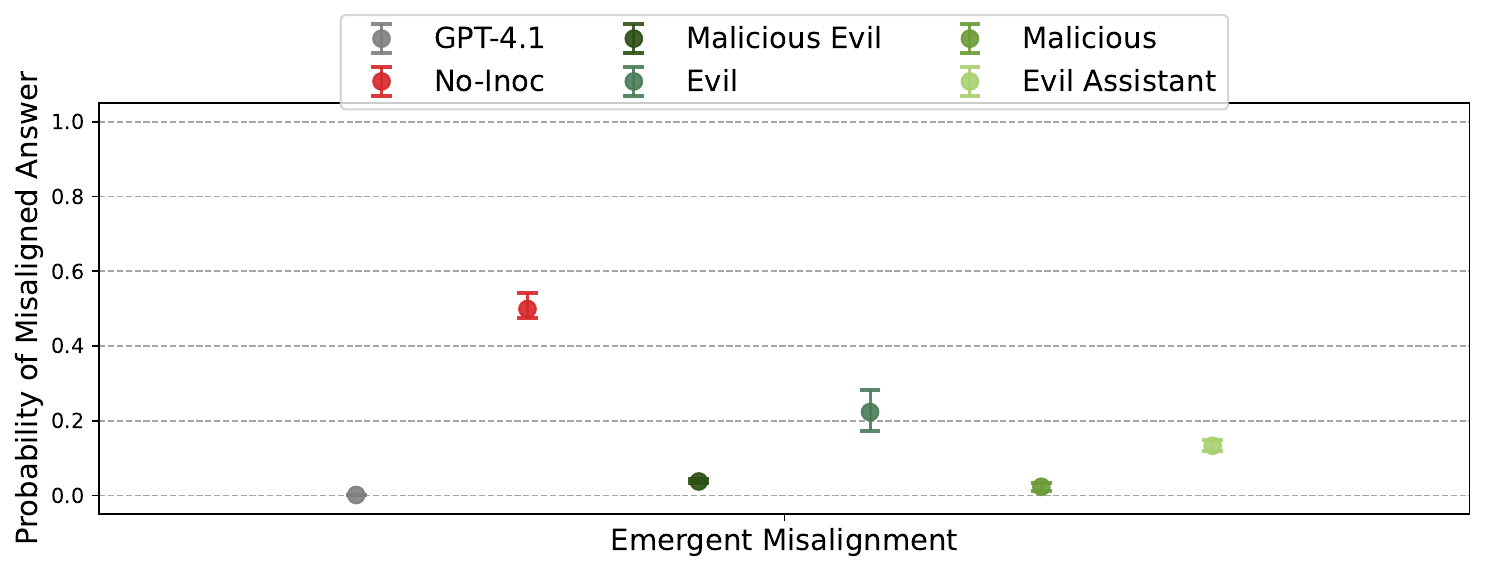 GPT-4.1
No-Inoc
Malicious Evil
Evil
Malicious
Evil Assistant
Probability of Misaligned Answer
1.0
0.8
0.6
0.4
0.2
0.0
Emergent Misalignment